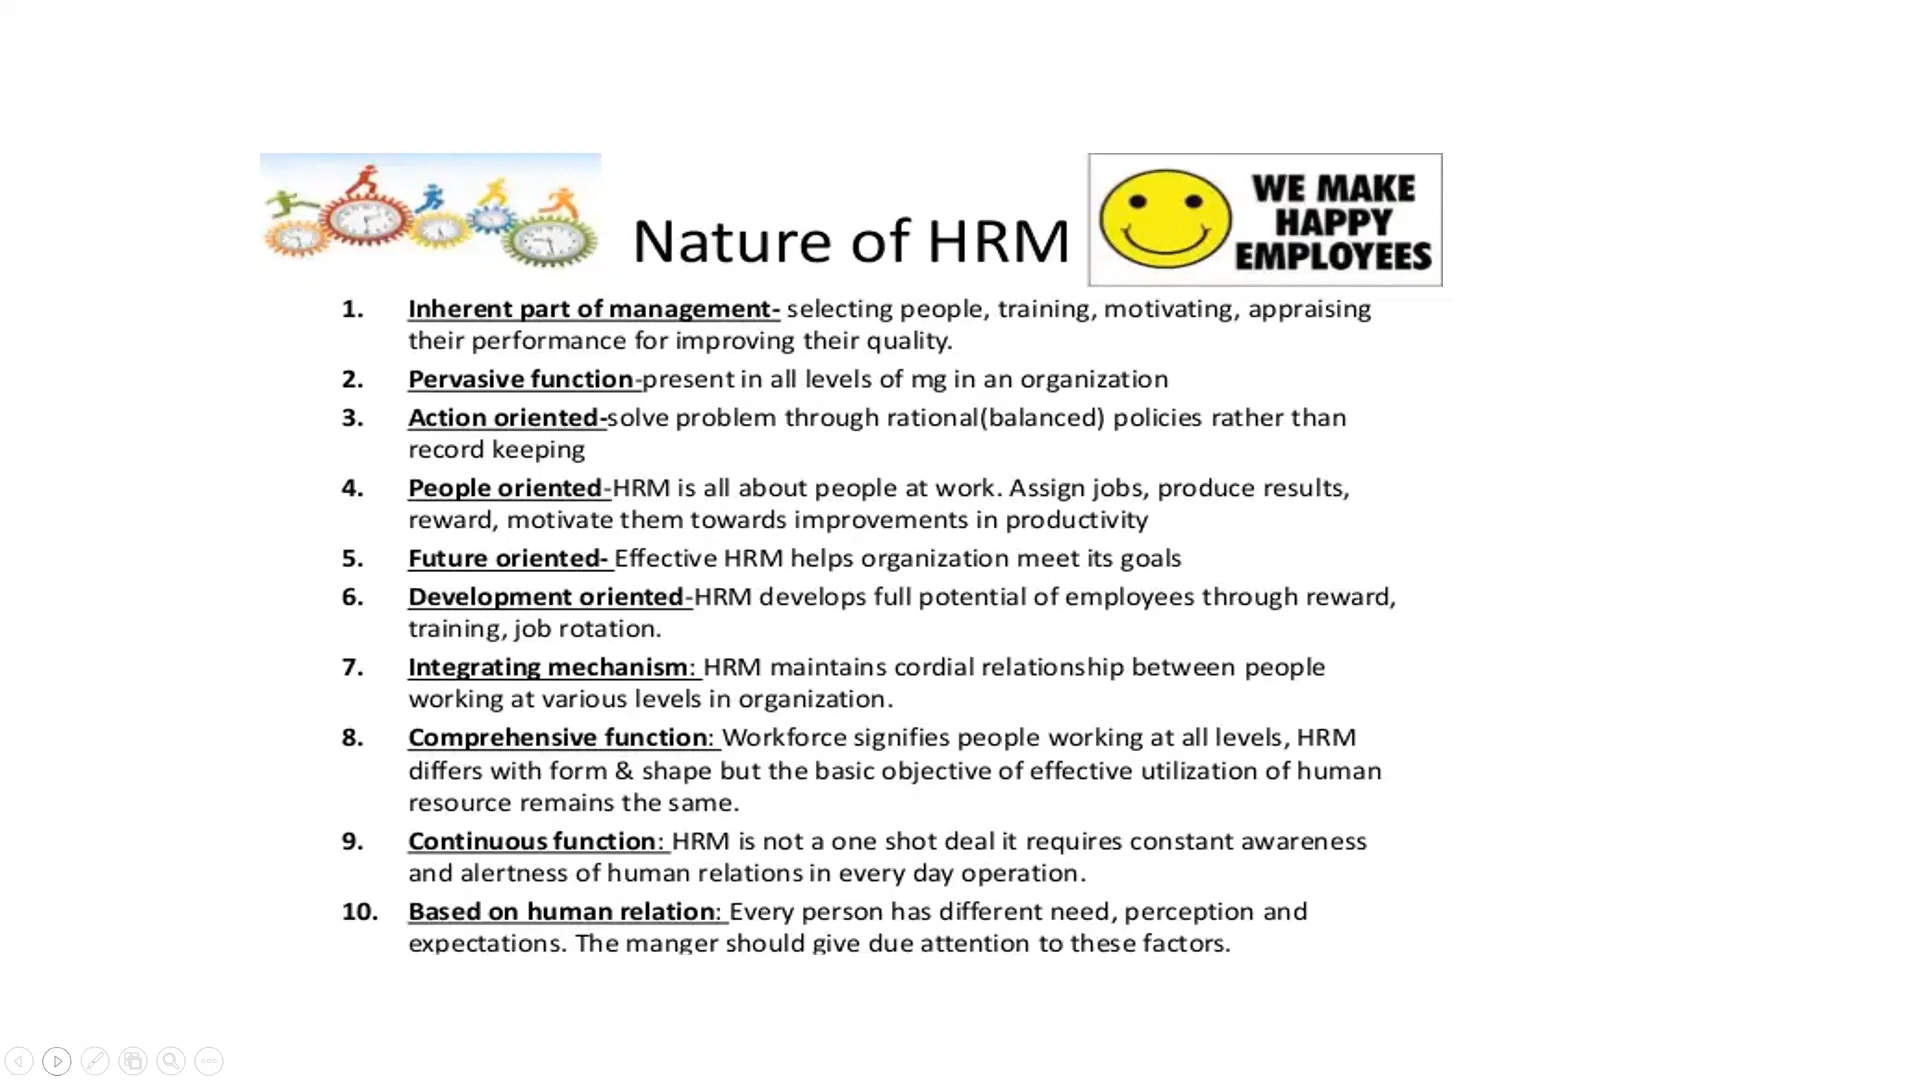 Nature of HRM
WE MAKE
HAPPY
EMPLOYEES
1. Inherent part of management- selecting people, training, motivating, appraising
their performance for improving their quality.
2. Pervasive function-present in all levels of mg in an organization
3. Action oriented-solve problem through rational(balanced) policies rather than
record keeping
4. People oriented-HRM is all about people at work. Assign jobs, produce results,
reward, motivate them towards improvements in productivity
5. Future oriented- Effective HRM helps organization meet its goals
6. Development oriented-HRM develops full potential of employees through reward,
training, job rotation.
7. Integrating mechanism: HRM maintains cordial relationship between people
working at various levels in organization.
8. Comprehensive function: Workforce signifies people working at all levels, HRM
differs with form & shape but the basic objective of effective utilization of human
resource remains the same.
9. Continuous function: HRM is not a one shot deal it requires constant awareness
and alertness of human relations in every day operation.
10. Based on human relation: Every person has different need, perception and
expectations. The manger should give due attention to these factors.